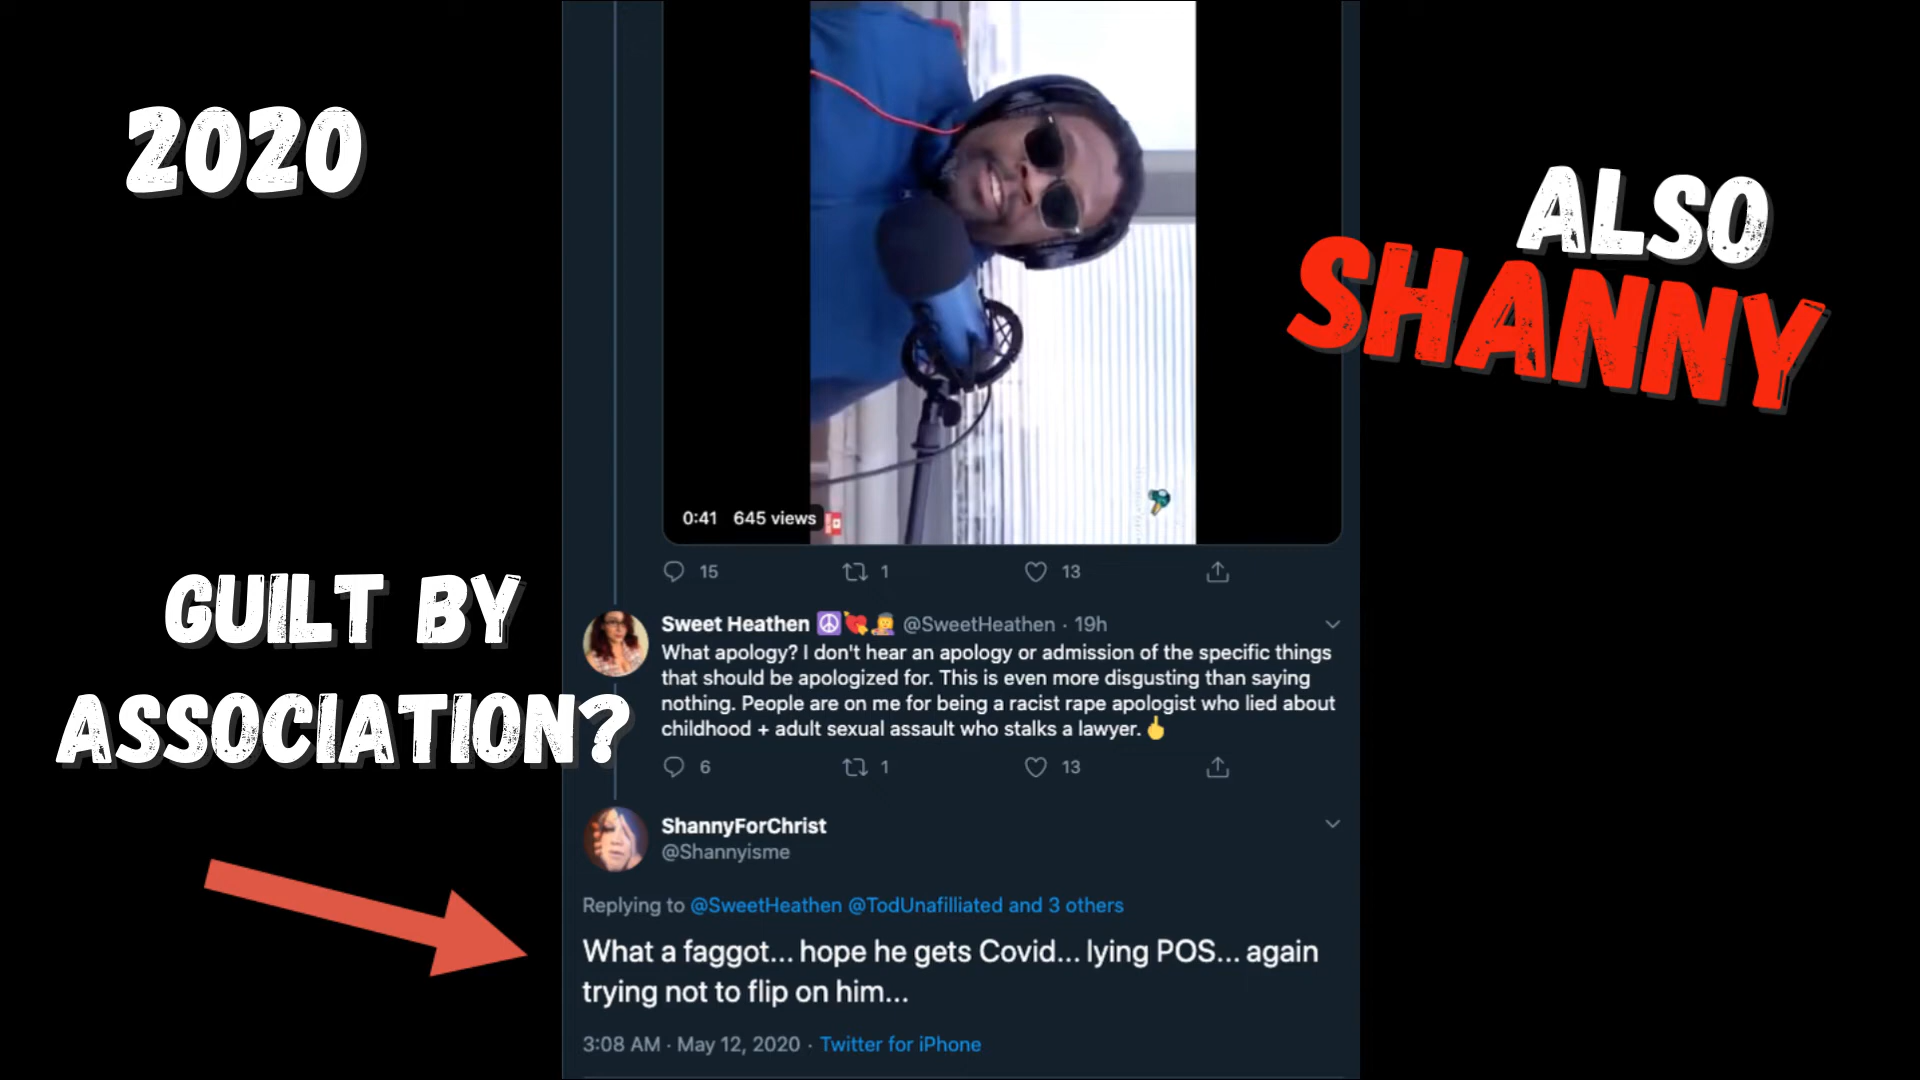 2020
ALSO
SHANNY
GUILT BY
ASSOCIATION?
0:41 645 views
15 1 13
Sweet Heathen @SweetHeathen · 19h
What apology? I don't hear an apology or admission of the specific things
that should be apologized for. This is even more disgusting than saying
nothing. People are on me for being a racist rape apologist who lied about
childhood + adult sexual assault who stalks a lawyer.🖕
6 1 13
ShannyForChrist
@Shannyisme
Replying to @SweetHeathen @TodUnafilliated and 3 others
What a faggot... hope he gets Covid... lying POS... again
trying not to flip on him...
3:08 AM · May 12, 2020 · Twitter for iPhone